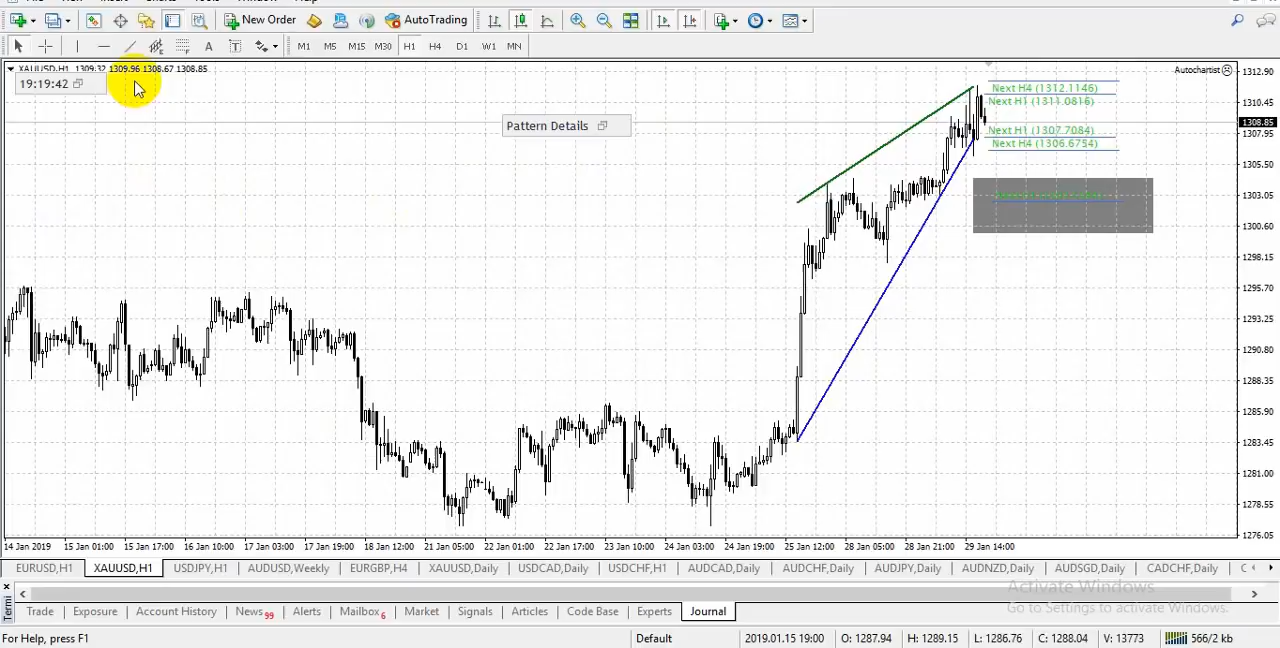 New Order
AutoTrading
A
T
M1 M5 M15 M30 H1 H4 D1 W1 MN
XAUUSD,H1 1309.32 1309.96 1308.67 1308.85
Autochartist
19:19:42
Pattern Details
Next H4 (1312.1146)
Next H1 (1311.0816)
Next H1 (1307.7084)
Next H4 (1306.6754)
1312.90
1310.45
1308.85
1307.95
1305.50
1303.05
1300.60
1298.15
1295.70
1293.25
1290.80
1288.35
1285.90
1283.45
1281.00
1278.55
1276.05
14 Jan 2019 15 Jan 01:00 15 Jan 17:00 16 Jan 10:00 17 Jan 03:00 17 Jan 19:00 18 Jan 12:00 21 Jan 05:00 22 Jan 01:00 22 Jan 17:00 23 Jan 10:00 24 Jan 03:00 24 Jan 19:00 25 Jan 12:00 28 Jan 05:00 28 Jan 21:00 29 Jan 14:00
EURUSD,H1 XAUUSD,H1 USDJPY,H1 AUDUSD,Weekly EURGBP,H4 XAUUSD,Daily USDCAD,Daily USDCHF,H1 AUDCAD,Daily AUDCHF,Daily AUDJPY,Daily AUDNZD,Daily AUDSGD,Daily CADCHF,Daily C
Activate Windows
Go to Settings to activate Windows.
Termi
Trade Exposure Account History News 99 Alerts Mailbox 6 Market Signals Articles Code Base Experts Journal
For Help, press F1 Default 2019.01.15 19:00 O: 1287.94 H: 1289.15 L: 1286.76 C: 1288.04 V: 13773 566/2 kb